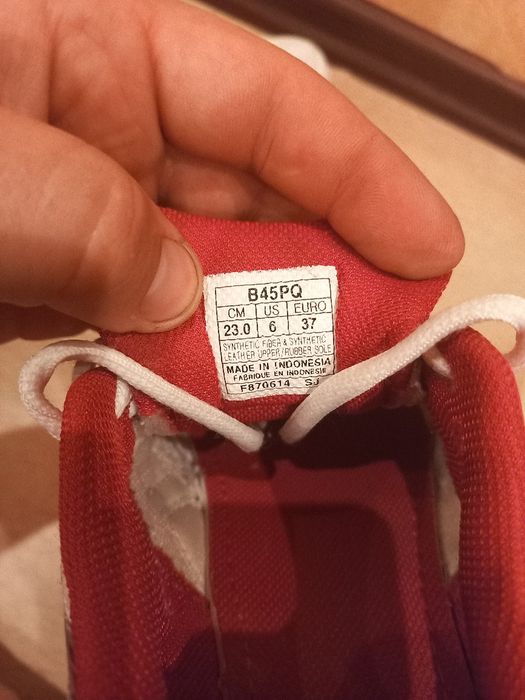 B45PQ
CM US EURO
23.0 6 37
SYNTHETIC FIBER & SYNTHETIC
LEATHER UPPER/RUBBER SOLE
MADE IN INDONESIA
FABRIQUE EN INDONESIE
F870614 SJ